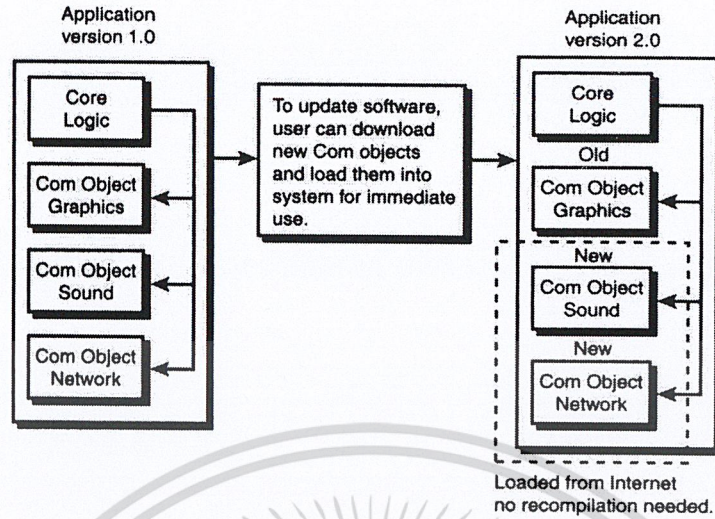 Application
version 1.0
Core
Logic
Com Object
Graphics
Com Object
Sound
Com Object
Network
To update software,
user can download
new Com objects
and load them into
system for immediate
use.
Application
version 2.0
Core
Logic
Old
Com Object
Graphics
New
Com Object
Sound
New
Com Object
Network
Loaded from Internet
no recompilation needed.